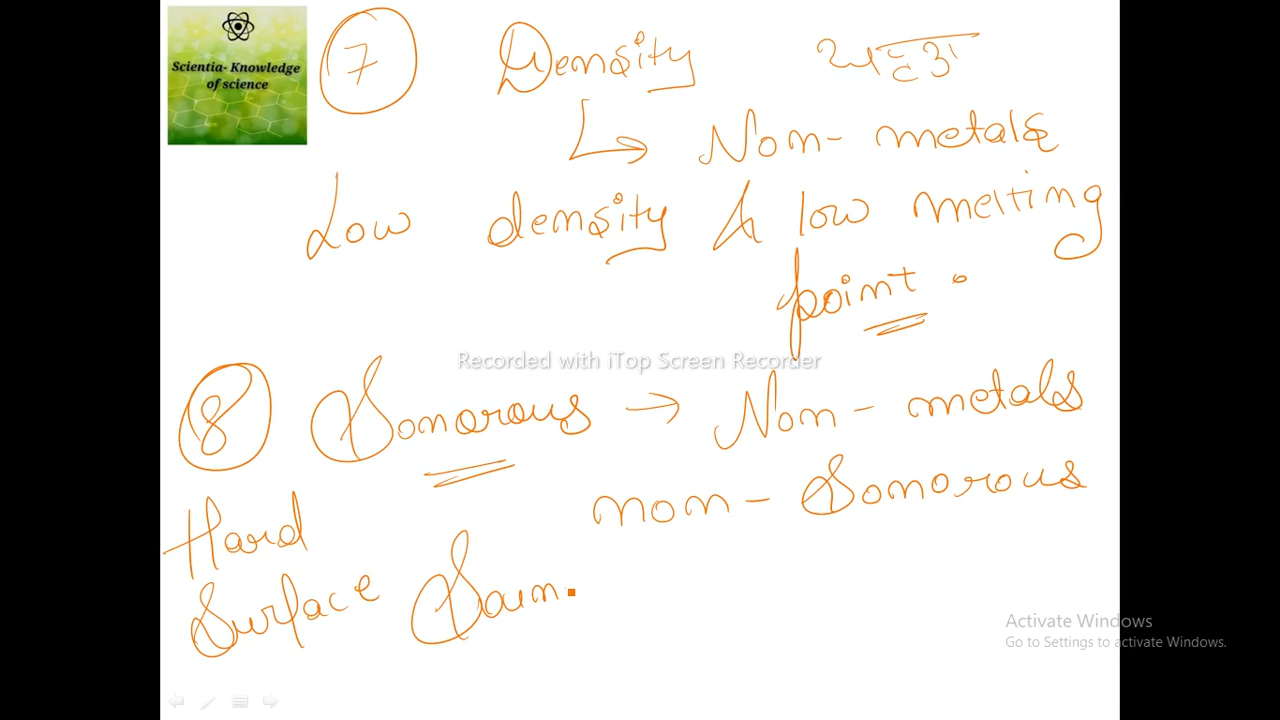 Scientia- Knowledge
of science
7 Density
Non-metals
Low density & low melting
point.
Recorded with iTop Screen Recorder
8 Sonorous → Non-metals
non-Sonorous
Hard
Surface Soun
Activate Windows
Go to Settings to activate Windows.